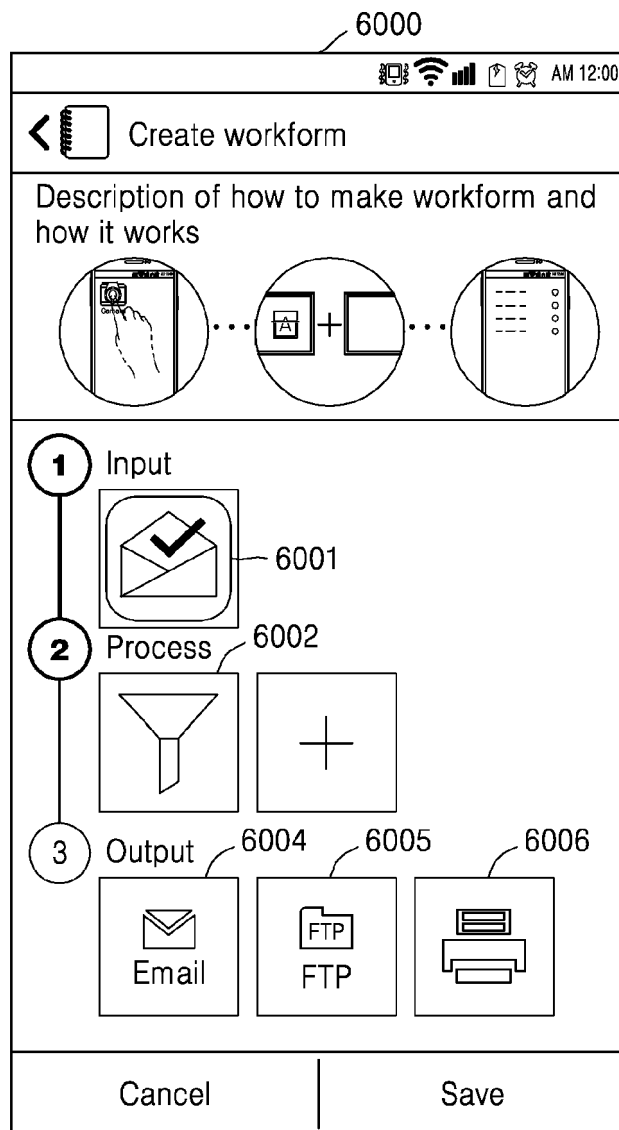 6000
AM 12:00
Create workform
Description of how to make workform and
how it works
Camera
A
1 Input
6001
2 Process 6002
3 Output 6004 6005 6006
Email
FTP
FTP
Cancel Save